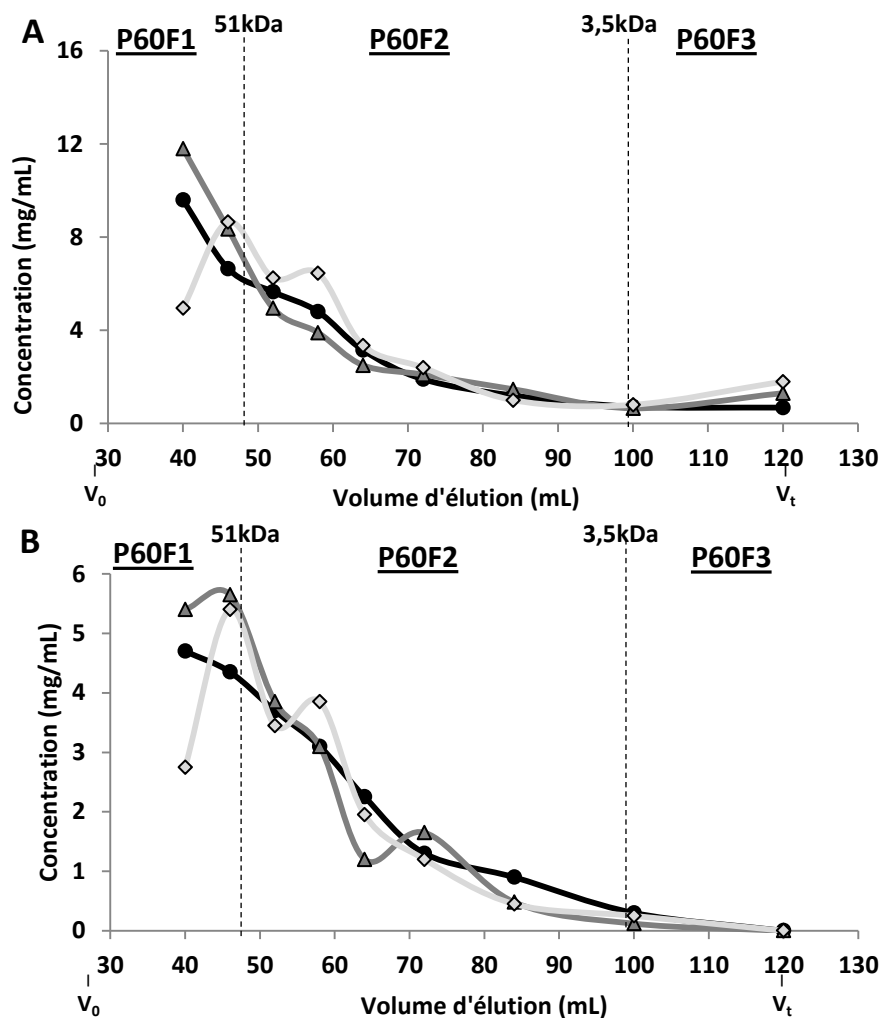 A
51kDa
3,5kDa
P60F1
P60F2
P60F3
Concentration (mg/mL)
16
12
8
4
0
30 40 50 60 70 80 90 100 110 120 130
V0
Volume d'élution (mL)
Vt
B
51kDa
3,5kDa
P60F1
P60F2
P60F3
Concentration (mg/mL)
6
5
4
3
2
1
0
30 40 50 60 70 80 90 100 110 120 130
V0
Volume d'élution (mL)
Vt